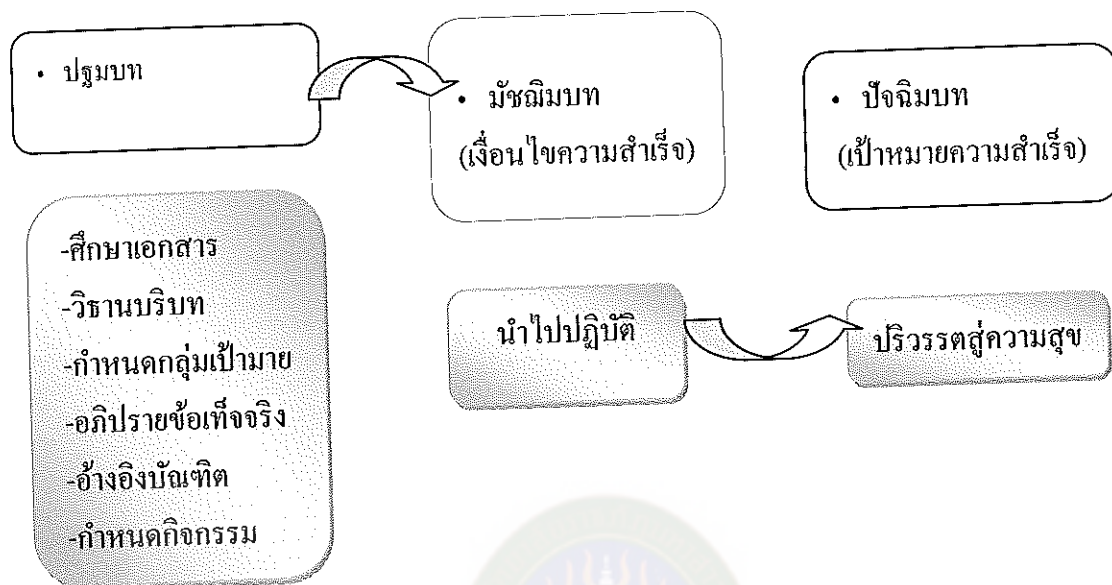 • ปฐมบท
• มัชฌิมบท
(เงื่อนไขความสำเร็จ)
• ปัจฉิมบท
(เป้าหมายความสำเร็จ)
-ศึกษาเอกสาร
-วิธานบริบท
-กำหนดกลุ่มเป้ามาย
-อภิปรายข้อเท็จจริง
-อ้างอิงบัณฑิต
-กำหนดกิจกรรม
นำไปปฏิบัติ
ปริวรรตสู่ความสุข